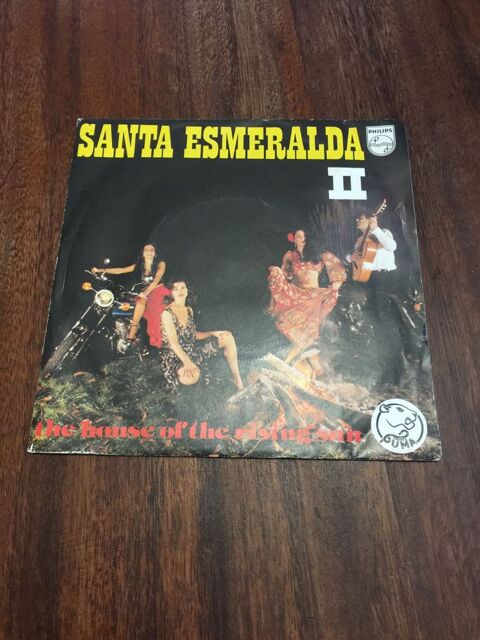 SANTA ESMERALDA
PHILIPS
II
the house of the rising sun
PUMA